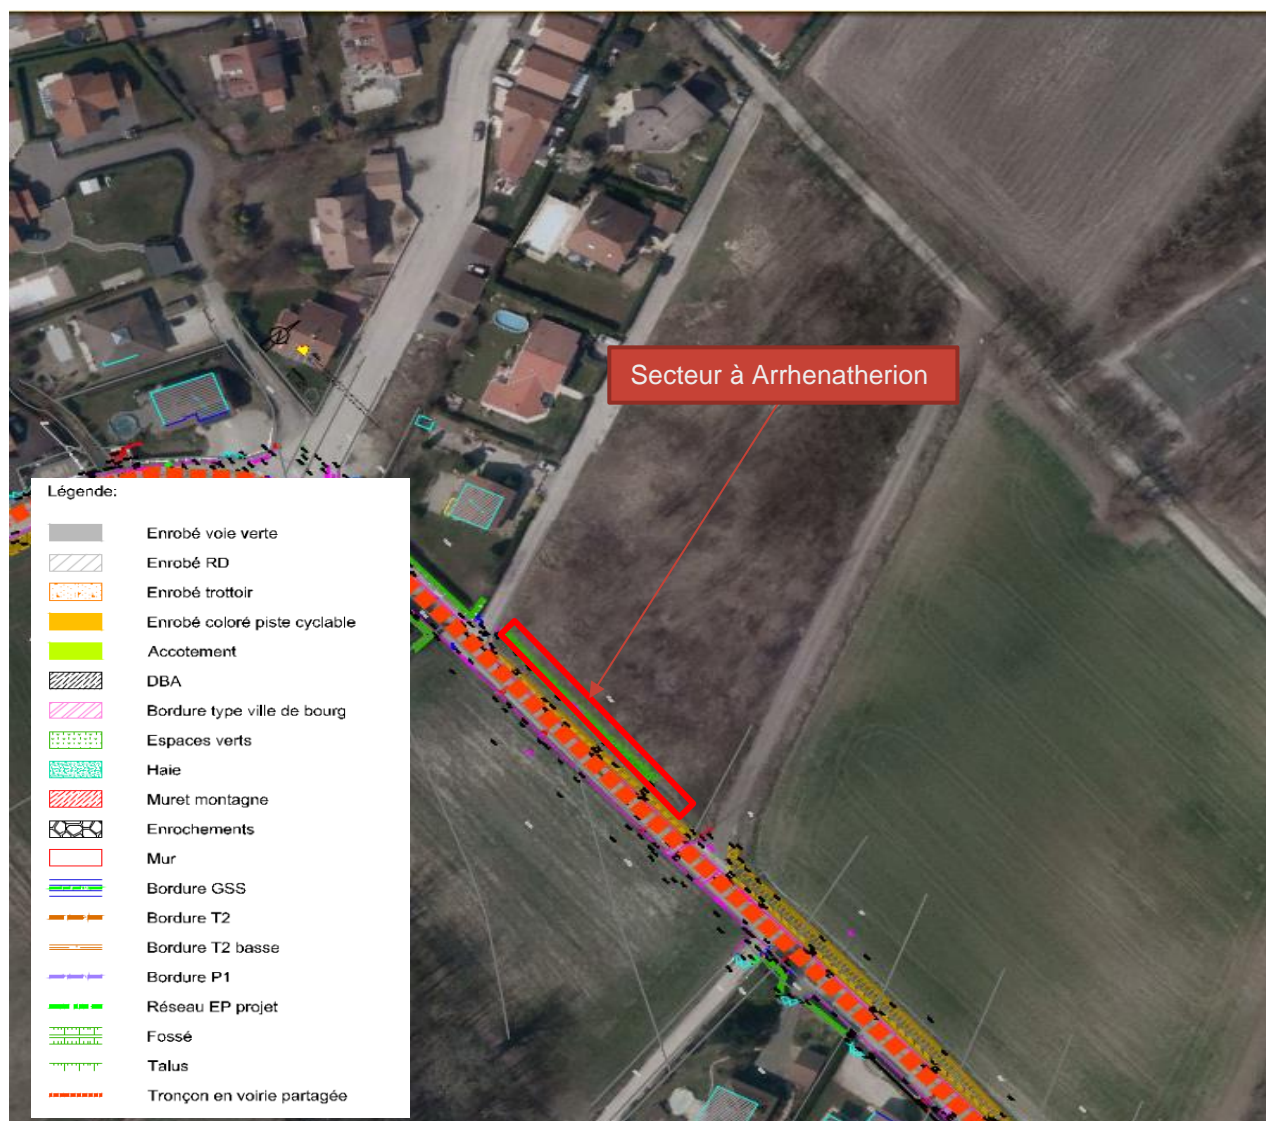 Secteur à Arrhenatherion
Légende:
Enrobé voie verte
Enrobé RD
Enrobé trottoir
Enrobé coloré piste cyclable
Accotement
DBA
Bordure type ville de bourg
Espaces verts
Haie
Muret montagne
Enrochements
Mur
Bordure GSS
Bordure T2
Bordure T2 basse
Bordure P1
Réseau EP projet
Fossé
Talus
Tronçon en voirie partagée